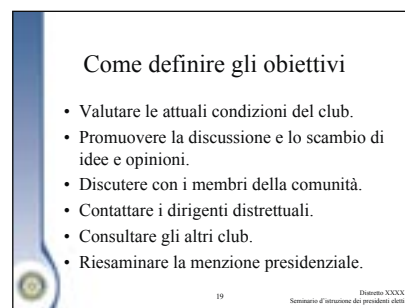 Come definire gli obiettivi
• Valutare le attuali condizioni del club.
• Promuovere la discussione e lo scambio di
idee e opinioni.
• Discutere con i membri della comunità.
• Contattare i dirigenti distrettuali.
• Consultare gli altri club.
• Riesaminare la menzione presidenziale.
19
Distretto XXXX
Seminario d'istruzione dei presidenti eletti